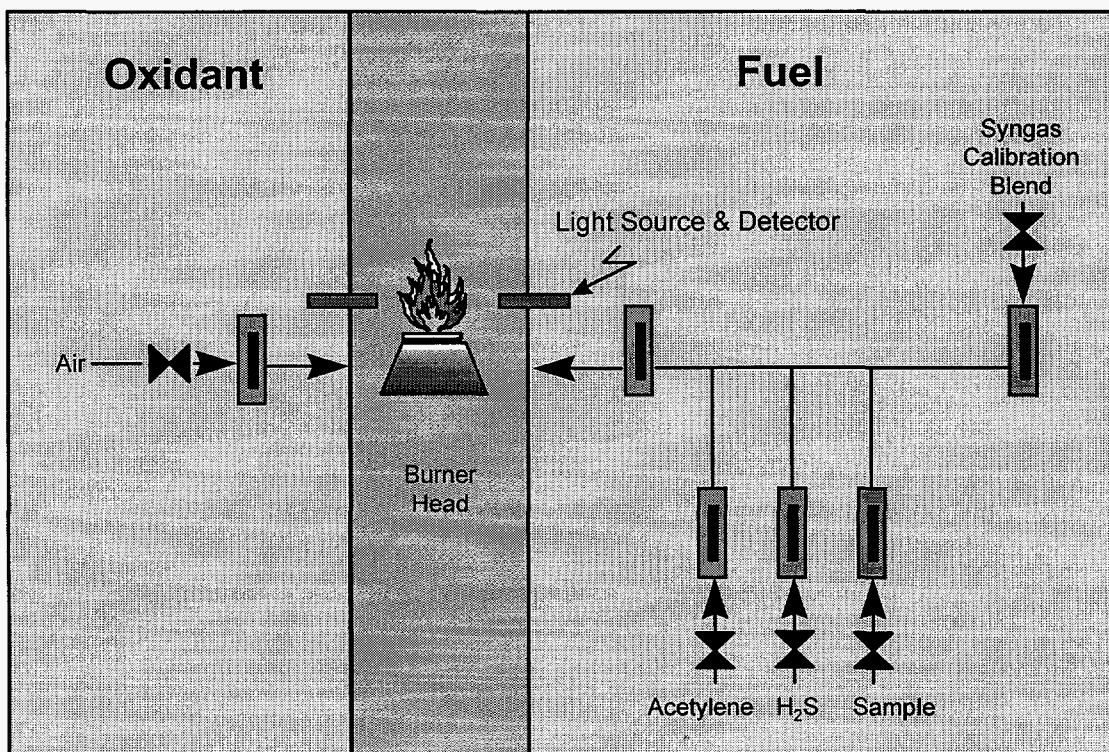 Oxidant
Fuel
Syngas
Calibration
Blend
Light Source & Detector
Air
Burner
Head
Acetylene
H₂S
Sample